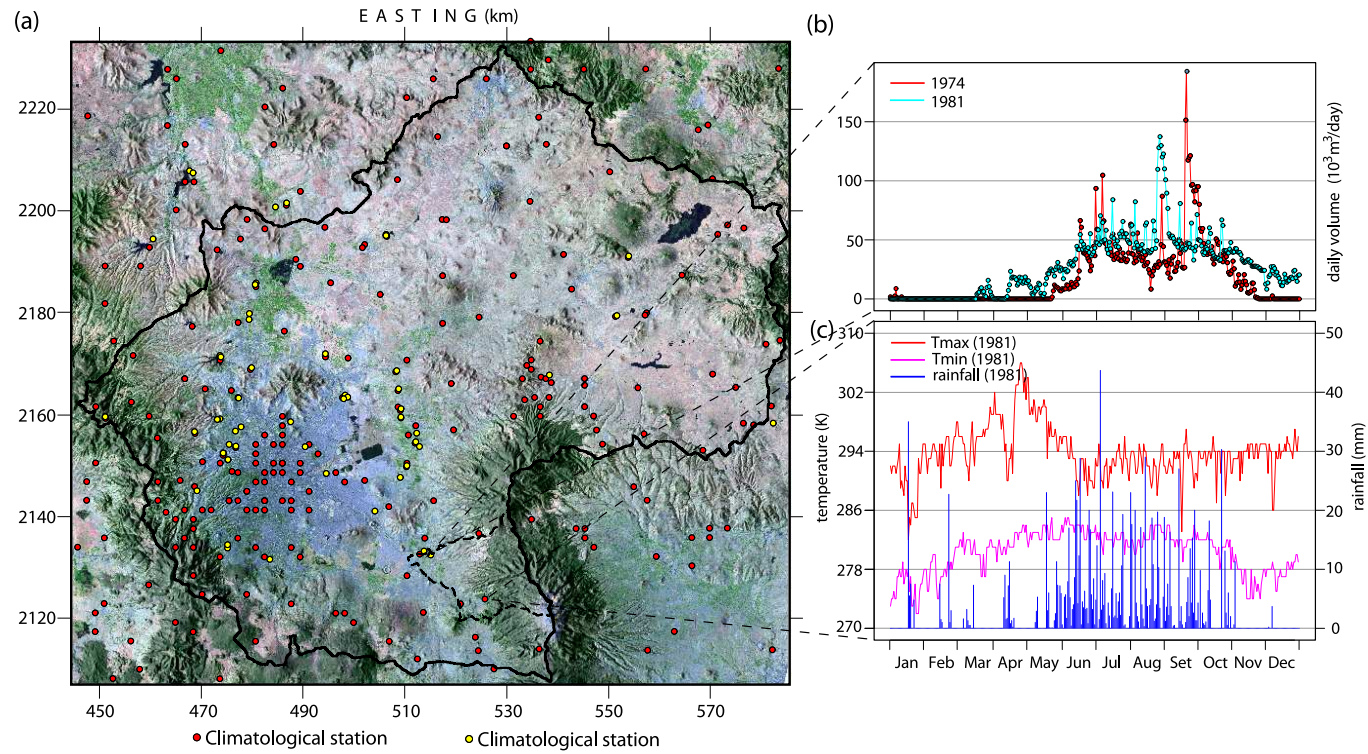 (a)
E A S T I N G (km)
2220
2200
2180
2160
2140
2120
450
470
490
510
530
550
570
Climatological station
Climatological station
(b)
1974
1981
150
100
50
0
daily volume (10³m³/day)
(c)
Tmax (1981)
Tmin (1981)
rainfall (1981)
310
302
294
286
278
270
temperature (K)
50
40
30
20
10
0
rainfall (mm)
Jan Feb Mar Apr May Jun Jul Aug Set Oct Nov Dec